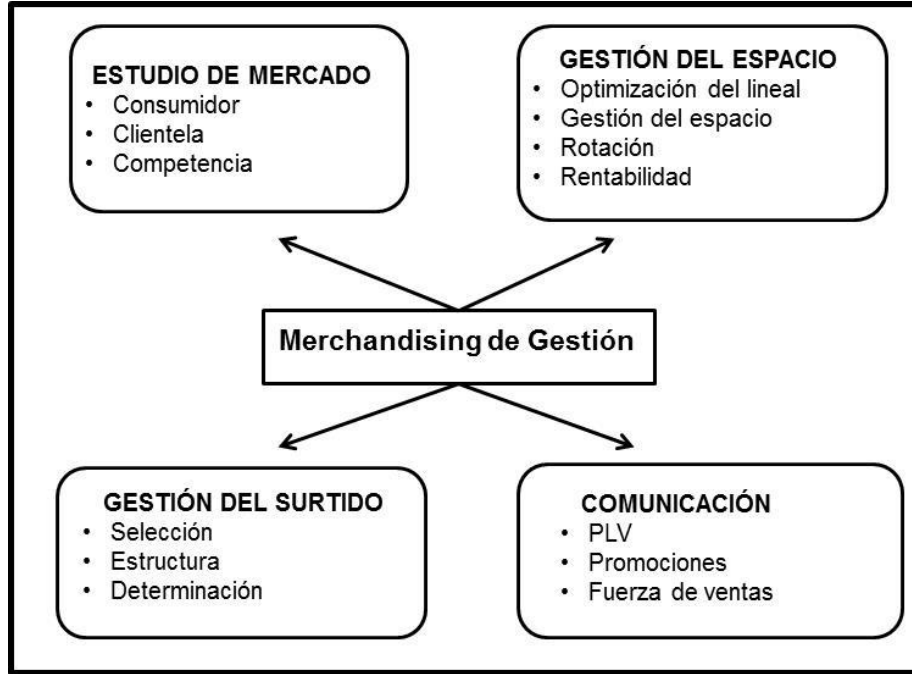 ESTUDIO DE MERCADO
• Consumidor
• Clientela
• Competencia
GESTIÓN DEL ESPACIO
• Optimización del lineal
• Gestión del espacio
• Rotación
• Rentabilidad
Merchandising de Gestión
GESTIÓN DEL SURTIDO
• Selección
• Estructura
• Determinación
COMUNICACIÓN
• PLV
• Promociones
• Fuerza de ventas